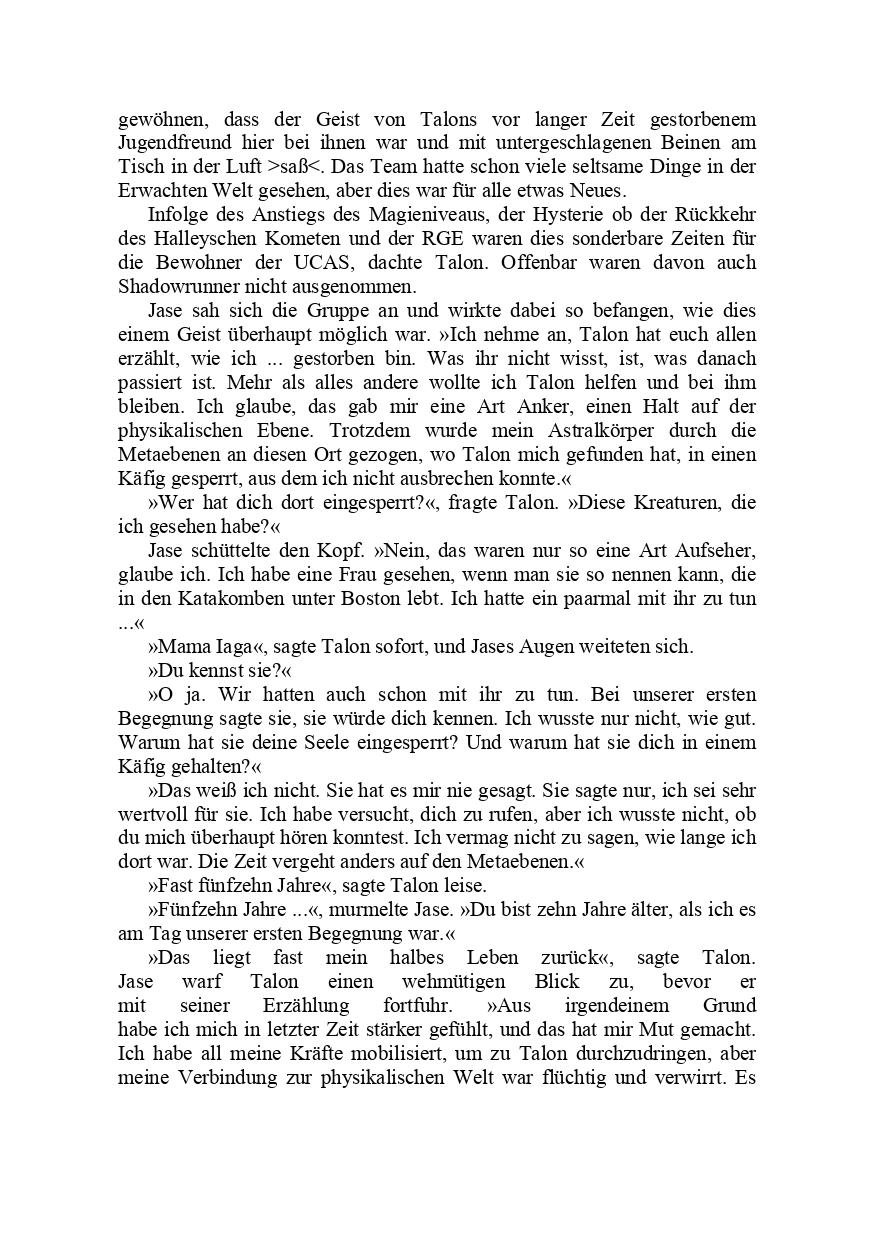 gewöhnen, dass der Geist von Talons vor langer Zeit gestorbenem
Jugendfreund hier bei ihnen war und mit untergeschlagenen Beinen am
Tisch in der Luft >saß<. Das Team hatte schon viele seltsame Dinge in der
Erwachten Welt gesehen, aber dies war für alle etwas Neues.
Infolge des Anstiegs des Magieniveaus, der Hysterie ob der Rückkehr
des Halleyschen Kometen und der RGE waren dies sonderbare Zeiten für
die Bewohner der UCAS, dachte Talon. Offenbar waren davon auch
Shadowrunner nicht ausgenommen.
Jase sah sich die Gruppe an und wirkte dabei so befangen, wie dies
einem Geist überhaupt möglich war. »Ich nehme an, Talon hat euch allen
erzählt, wie ich ... gestorben bin. Was ihr nicht wisst, ist, was danach
passiert ist. Mehr als alles andere wollte ich Talon helfen und bei ihm
bleiben. Ich glaube, das gab mir eine Art Anker, einen Halt auf der
physikalischen Ebene. Trotzdem wurde mein Astralkörper durch die
Metaebenen an diesen Ort gezogen, wo Talon mich gefunden hat, in einen
Käfig gesperrt, aus dem ich nicht ausbrechen konnte.«
»Wer hat dich dort eingesperrt?«, fragte Talon. »Diese Kreaturen, die
ich gesehen habe?«
Jase schüttelte den Kopf. »Nein, das waren nur so eine Art Aufseher,
glaube ich. Ich habe eine Frau gesehen, wenn man sie so nennen kann, die
in den Katakomben unter Boston lebt. Ich hatte ein paarmal mit ihr zu tun
...«
»Mama Iaga«, sagte Talon sofort, und Jases Augen weiteten sich.
»Du kennst sie?«
»O ja. Wir hatten auch schon mit ihr zu tun. Bei unserer ersten
Begegnung sagte sie, sie würde dich kennen. Ich wusste nur nicht, wie gut.
Warum hat sie deine Seele eingesperrt? Und warum hat sie dich in einem
Käfig gehalten?«
»Das weiß ich nicht. Sie hat es mir nie gesagt. Sie sagte nur, ich sei sehr
wertvoll für sie. Ich habe versucht, dich zu rufen, aber ich wusste nicht, ob
du mich überhaupt hören konntest. Ich vermag nicht zu sagen, wie lange ich
dort war. Die Zeit vergeht anders auf den Metaebenen.«
»Fast fünfzehn Jahre«, sagte Talon leise.
»Fünfzehn Jahre ...«, murmelte Jase. »Du bist zehn Jahre älter, als ich es
am Tag unserer ersten Begegnung war.«
»Das liegt fast mein halbes Leben zurück«, sagte Talon.
Jase warf Talon einen wehmütigen Blick zu, bevor er
mit seiner Erzählung fortfuhr. »Aus irgendeinem Grund
habe ich mich in letzter Zeit stärker gefühlt, und das hat mir Mut gemacht.
Ich habe all meine Kräfte mobilisiert, um zu Talon durchzudringen, aber
meine Verbindung zur physikalischen Welt war flüchtig und verwirrt. Es